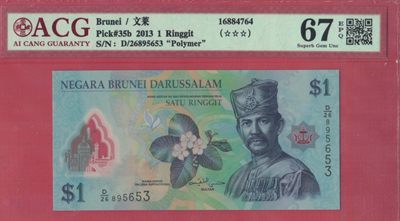 ACG
AI CANG GUARANTY
Brunei / 文莱
16884764
Pick#35b 2013 1 Ringgit
(☆☆☆)
S/N: D/26895653 "Polymer"
67 EPQ
Superb Gem Unc
NEGARA BRUNEI DARUSSALAM
$1
SATU RINGGIT
D/26 895653
SULTAN
$1
D/26 895653